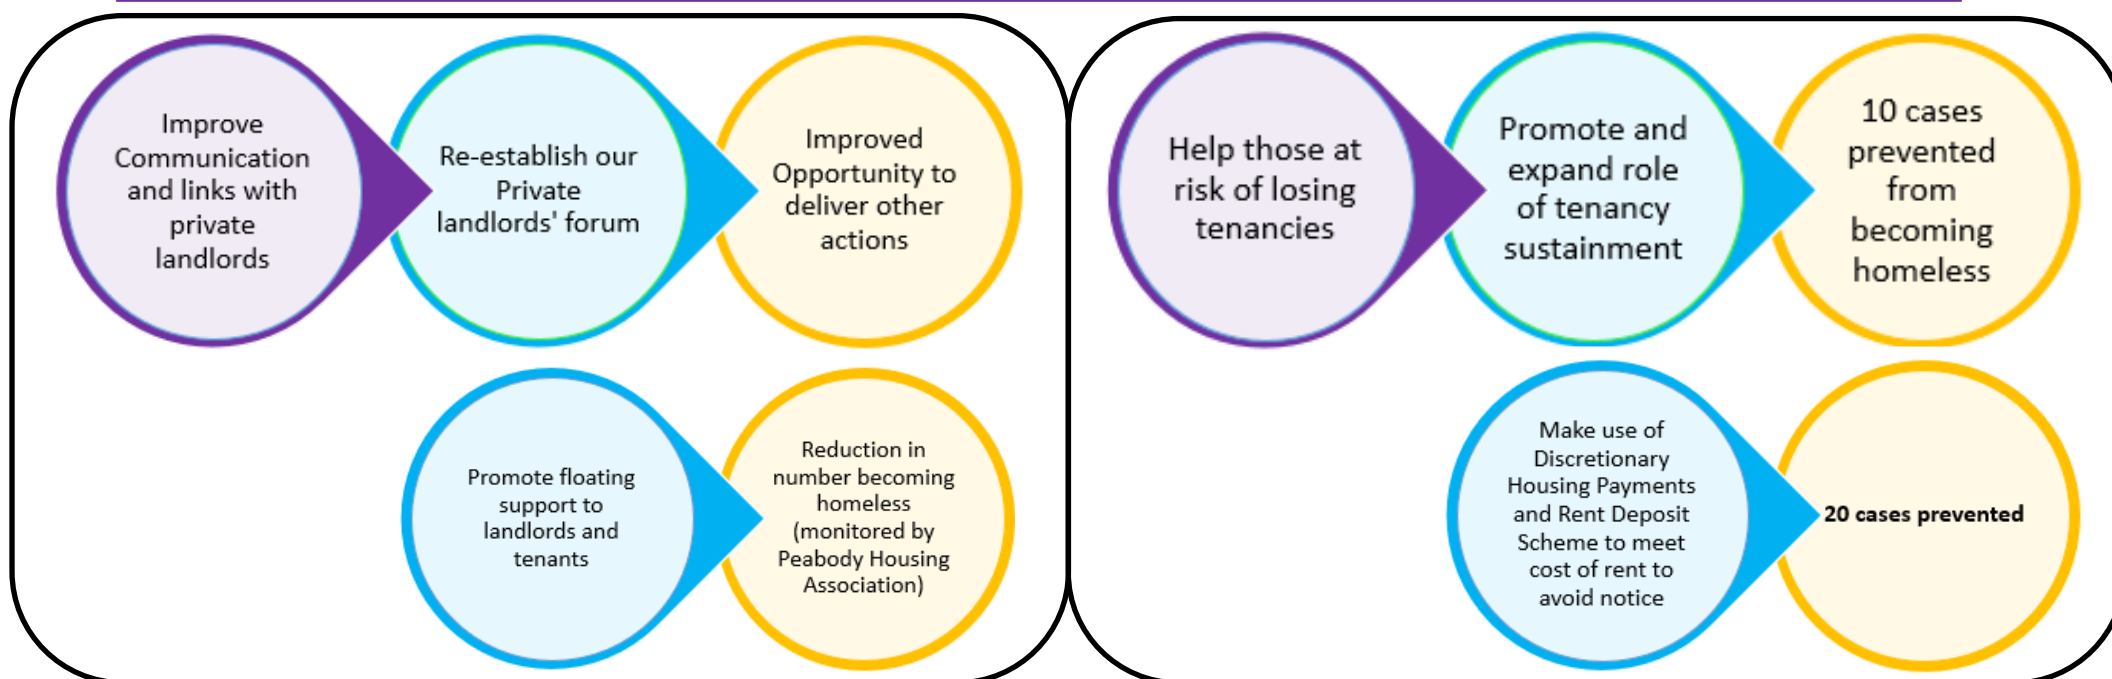 Improve
Communication
and links with
private
landlords
Re-establish our
Private
landlords' forum
Improved
Opportunity to
deliver other
actions
Promote floating
support to
landlords and
tenants
Reduction in
number becoming
homeless
(monitored by
Peabody Housing
Association)
Help those at
risk of losing
tenancies
Promote and
expand role
of tenancy
sustainment
10 cases
prevented
from
becoming
homeless
Make use of
Discretionary
Housing Payments
and Rent Deposit
Scheme to meet
cost of rent to
avoid notice
20 cases prevented